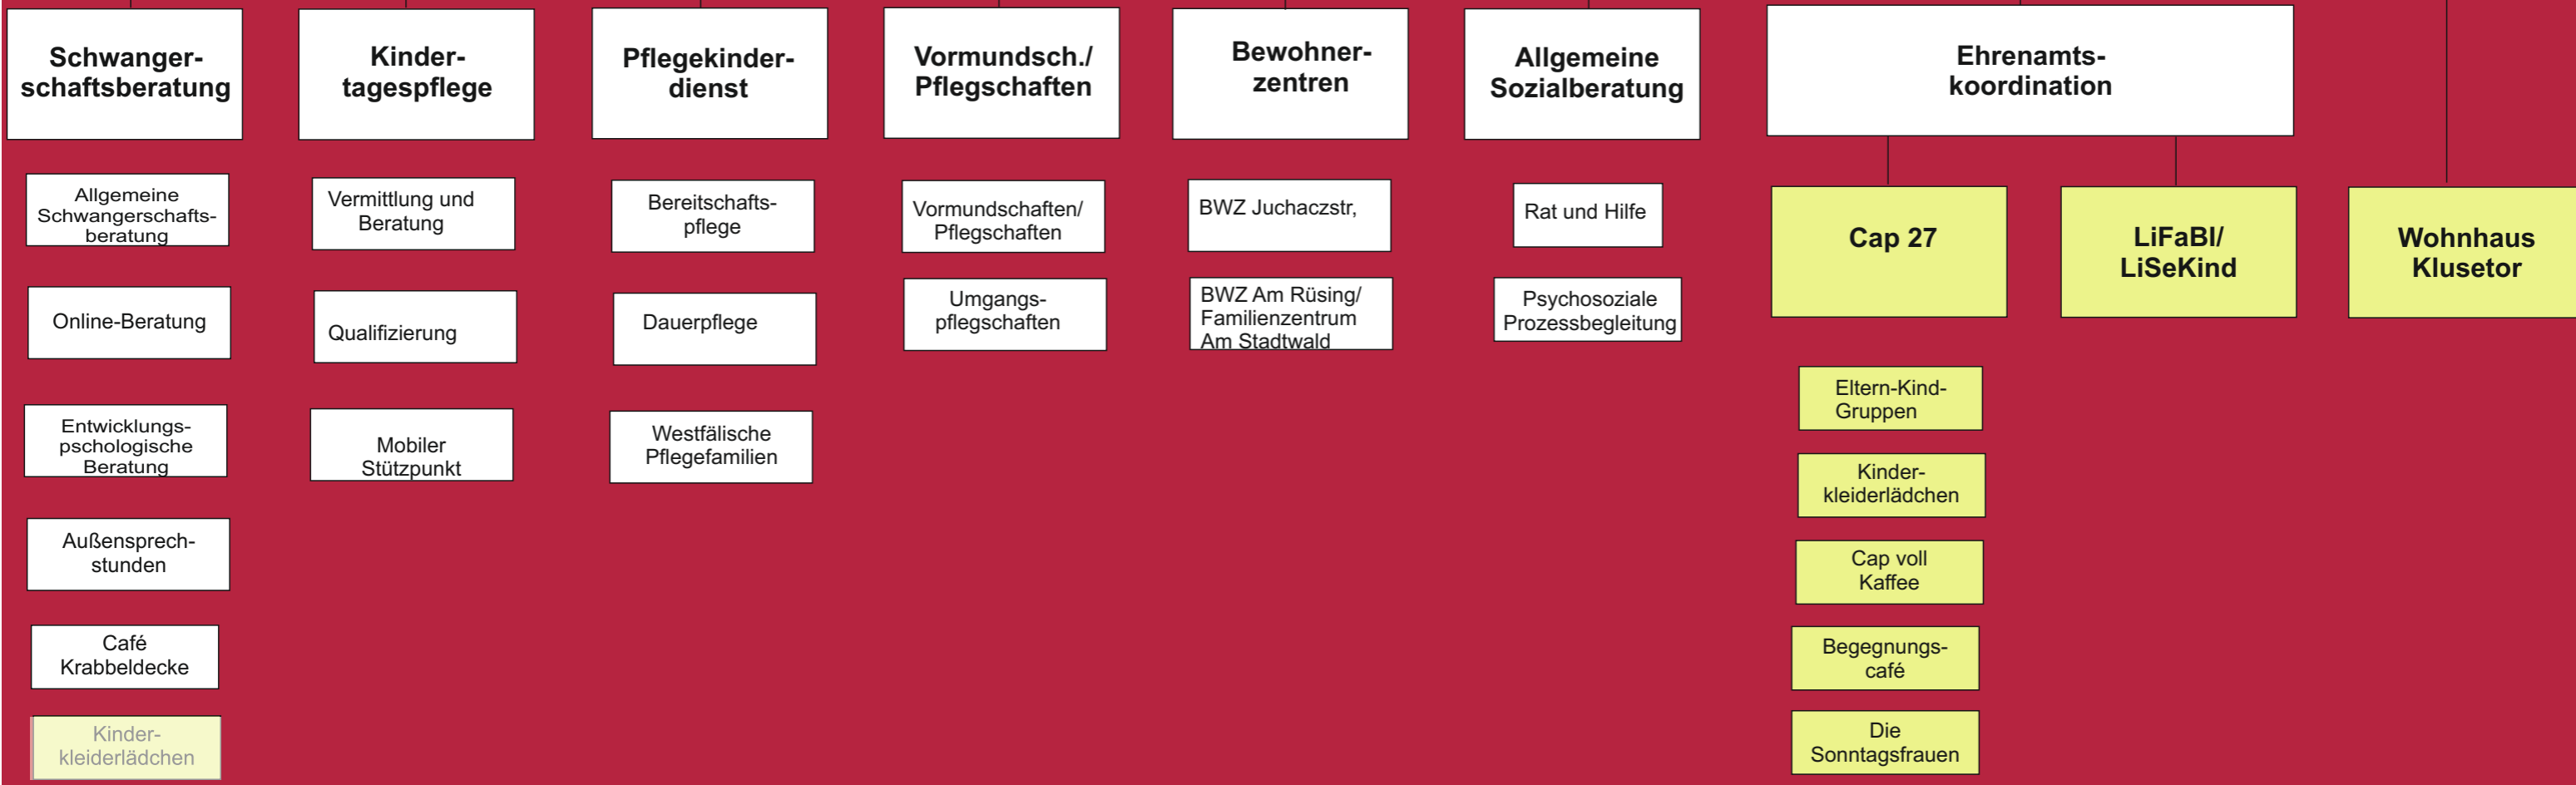 Schwanger-
schaftsberatung
Kinder-
tagespflege
Pflegekinder-
dienst
Vormundsch./
Pflegschaften
Bewohner-
zentren
Allgemeine
Sozialberatung
Ehrenamts-
koordination
Allgemeine
Schwangerschafts-
beratung
Online-Beratung
Entwicklungs-
pschologische
Beratung
Außensprech-
stunden
Café
Krabbeldecke
Kinder-
kleiderlädchen
Vermittlung und
Beratung
Qualifizierung
Mobiler
Stützpunkt
Bereitschafts-
pflege
Dauerpflege
Westfälische
Pflegefamilien
Vormundschaften/
Pflegschaften
Umgangs-
pflegschaften
BWZ Juchaczstr,
BWZ Am Rüsing/
Familienzentrum
Am Stadtwald
Rat und Hilfe
Psychosoziale
Prozessbegleitung
Cap 27
Eltern-Kind-
Gruppen
Kinder-
kleiderlädchen
Cap voll
Kaffee
Begegnungs-
café
Die
Sonntagsfrauen
LiFaBI/
LiSeKind
Wohnhaus
Klusetor